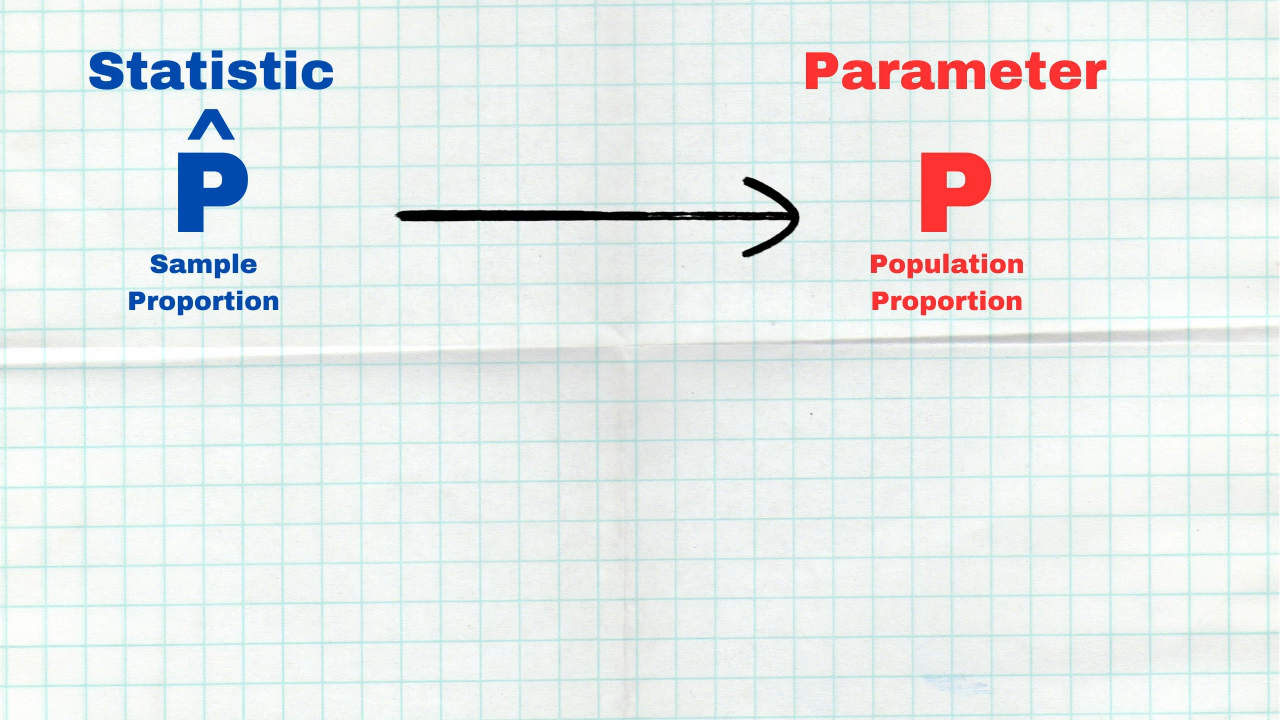 Statistic
P̂
Sample
Proportion
Parameter
P
Population
Proportion